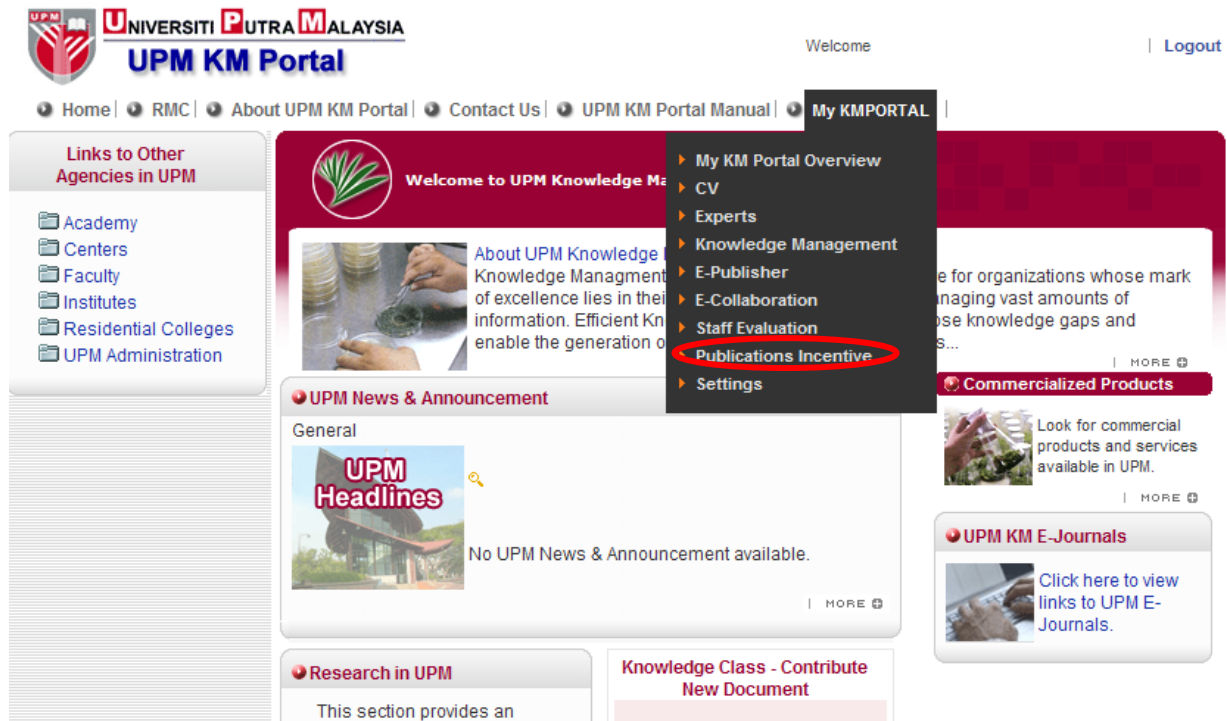 UPM
UNIVERSITI PUTRA MALAYSIA
UPM KM Portal
Welcome | Logout
Home | RMC | About UPM KM Portal | Contact Us | UPM KM Portal Manual | My KMPORTAL |
Links to Other
Agencies in UPM
Academy
Centers
Faculty
Institutes
Residential Colleges
UPM Administration
Welcome to UPM Knowledge Ma
My KM Portal Overview
CV
Experts
Knowledge Management
E-Publisher
E-Collaboration
Staff Evaluation
Publications Incentive
Settings
About UPM Knowledge
Knowledge Managment e for organizations whose mark
of excellence lies in thei naging vast amounts of
information. Efficient Kn ose knowledge gaps and
enable the generation o s...
| MORE
UPM News & Announcement
General
UPM
Headlines
No UPM News & Announcement available.
| MORE
Commercialized Products
Look for commercial
products and services
available in UPM.
| MORE
UPM KM E-Journals
Click here to view
links to UPM E-
Journals.
Research in UPM
This section provides an
Knowledge Class - Contribute
New Document